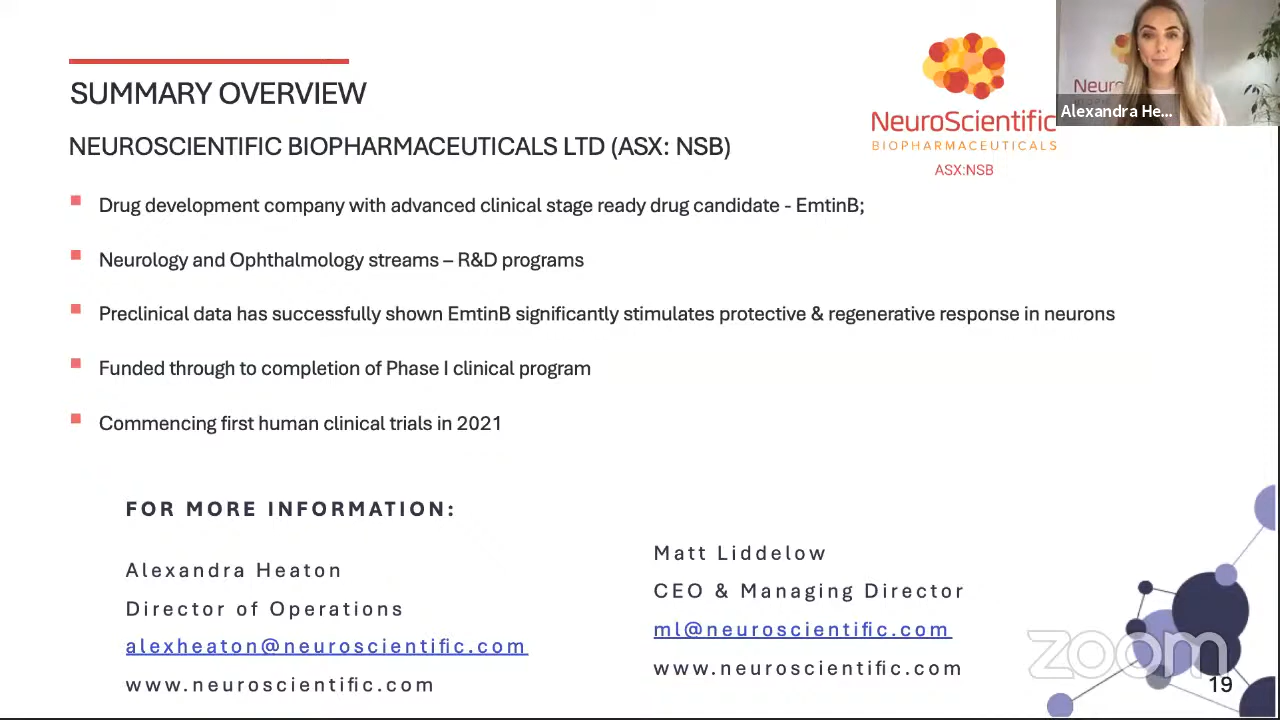 SUMMARY OVERVIEW
NEUROSCIENTIFIC BIOPHARMACEUTICALS LTD (ASX: NSB)
NeuroScientific
BIOPHARMACEUTICALS
ASX:NSB
Neuro
Alexandra He...
Drug development company with advanced clinical stage ready drug candidate - EmtinB;
Neurology and Ophthalmology streams – R&D programs
Preclinical data has successfully shown EmtinB significantly stimulates protective & regenerative response in neurons
Funded through to completion of Phase I clinical program
Commencing first human clinical trials in 2021
FOR MORE INFORMATION:
Alexandra Heaton
Director of Operations
alexheaton@neuroscientific.com
www.neuroscientific.com
Matt Liddelow
CEO & Managing Director
ml@neuroscientific.com
www.neuroscientific.com
zoom
19